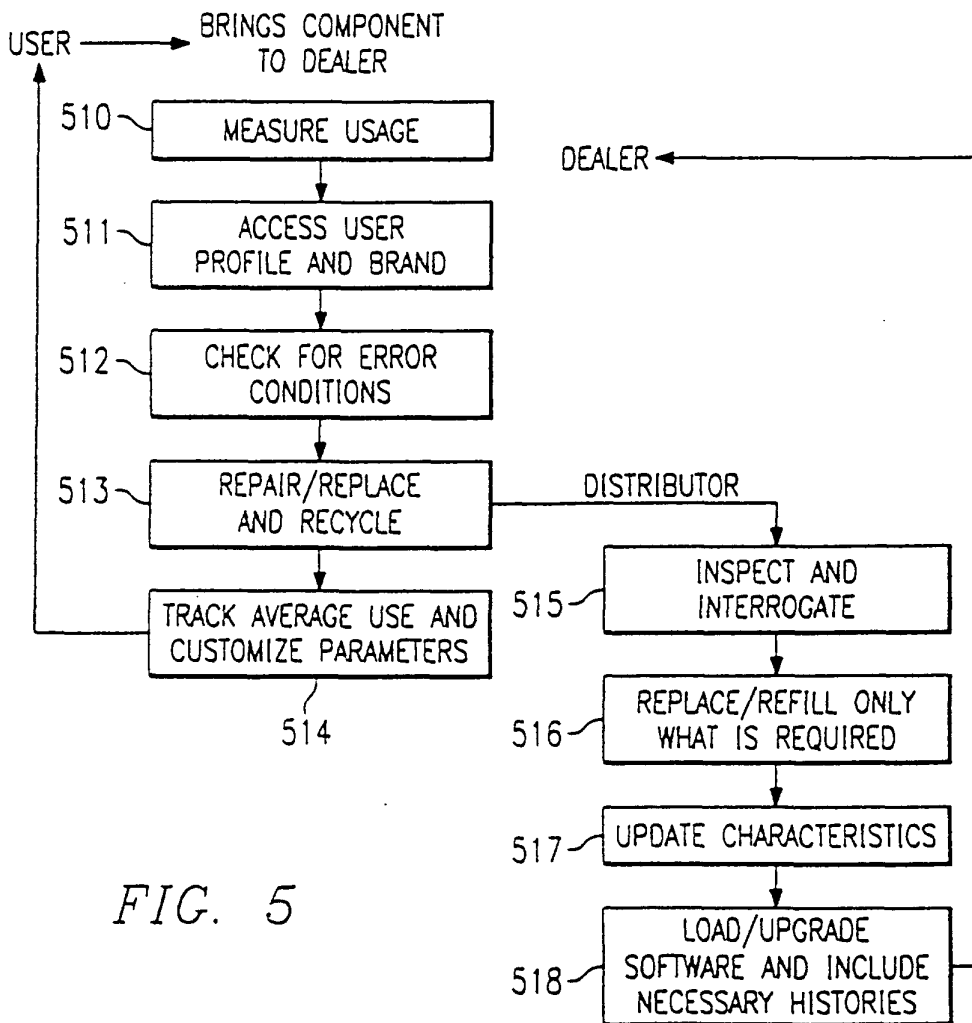 USER
BRINGS COMPONENT
TO DEALER
510
MEASURE USAGE
DEALER
511
ACCESS USER
PROFILE AND BRAND
512
CHECK FOR ERROR
CONDITIONS
513
REPAIR/REPLACE
AND RECYCLE
DISTRIBUTOR
514
TRACK AVERAGE USE AND
CUSTOMIZE PARAMETERS
515
INSPECT AND
INTERROGATE
516
REPLACE/REFILL ONLY
WHAT IS REQUIRED
517
UPDATE CHARACTERISTICS
518
LOAD/UPGRADE
SOFTWARE AND INCLUDE
NECESSARY HISTORIES
FIG. 5